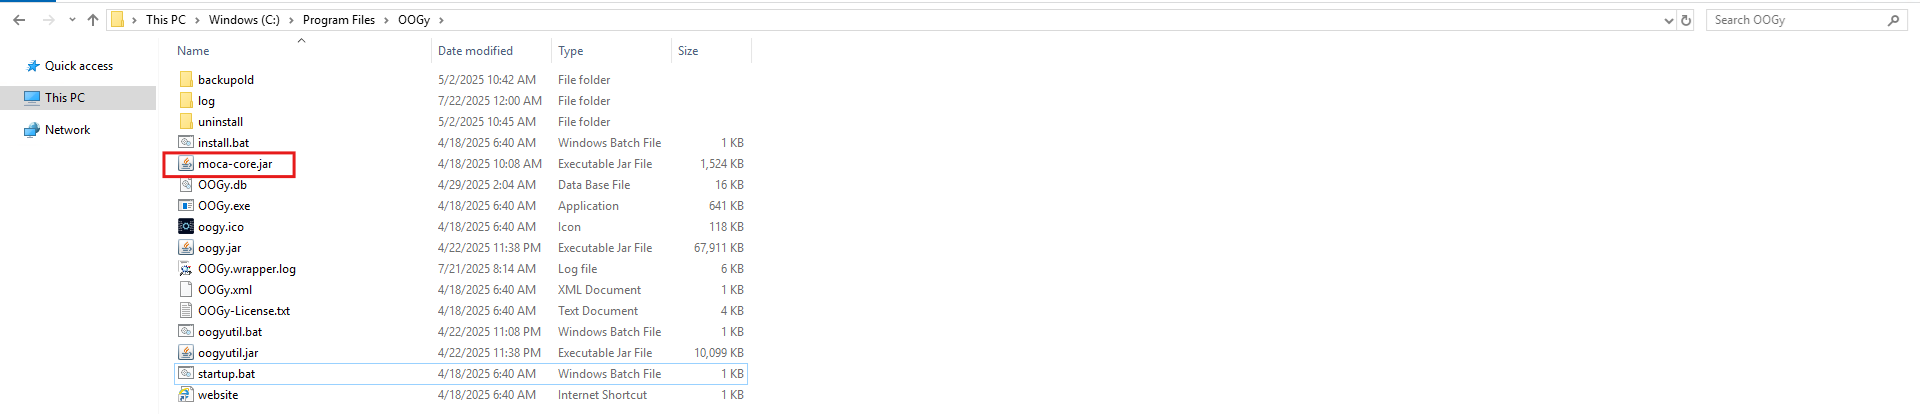 This PC > Windows (C:) > Program Files > OOGy > Search OOGy
Name Date modified Type Size
Quick access
This PC
Network
backupold 5/2/2025 10:42 AM File folder
log 7/22/2025 12:00 AM File folder
uninstall 5/2/2025 10:45 AM File folder
install.bat 4/18/2025 6:40 AM Windows Batch File 1 KB
moca-core.jar 4/18/2025 10:08 AM Executable Jar File 1,524 KB
OOGy.db 4/29/2025 2:04 AM Data Base File 16 KB
OOGy.exe 4/18/2025 6:40 AM Application 641 KB
oogy.ico 4/18/2025 6:40 AM Icon 118 KB
oogy.jar 4/22/2025 11:38 PM Executable Jar File 67,911 KB
OOGy.wrapper.log 7/21/2025 8:14 AM Log file 6 KB
OOGy.xml 4/18/2025 6:40 AM XML Document 1 KB
OOGy-License.txt 4/18/2025 6:40 AM Text Document 4 KB
oogyutil.bat 4/22/2025 11:08 PM Windows Batch File 1 KB
oogyutil.jar 4/22/2025 11:38 PM Executable Jar File 10,099 KB
startup.bat 4/18/2025 6:40 AM Windows Batch File 1 KB
website 4/18/2025 6:40 AM Internet Shortcut 1 KB